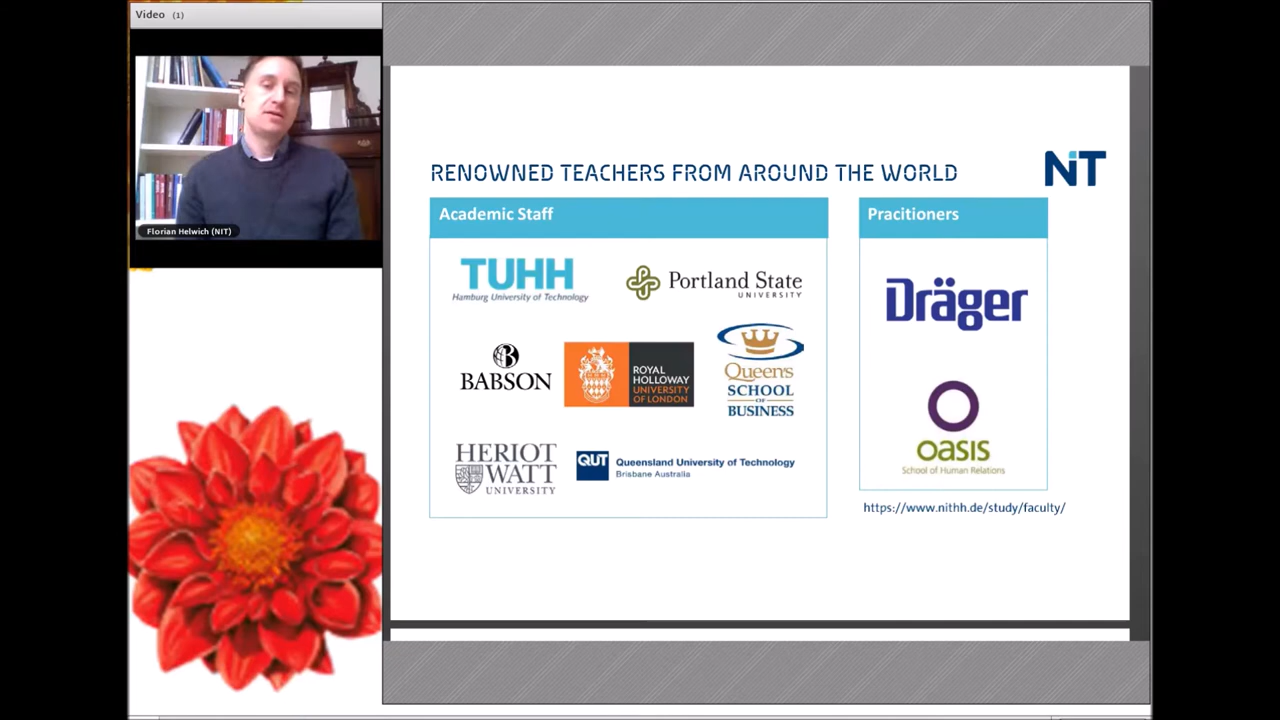 Video (1)
Florian Helwich (NIT)
RENOWNED TEACHERS FROM AROUND THE WORLD
NiT
Academic Staff
TUHH
Hamburg University of Technology
Portland State
UNIVERSITY
B
BABSON
ROYAL
HOLLOWAY
UNIVERSITY
OF LONDON
Queen's
SCHOOL
OF
BUSINESS
HERIOT
WATT
UNIVERSITY
QUT
Queensland University of Technology
Brisbane Australia
Pracitioners
Dräger
OASIS
School of Human Relations
https://www.nithh.de/study/faculty/